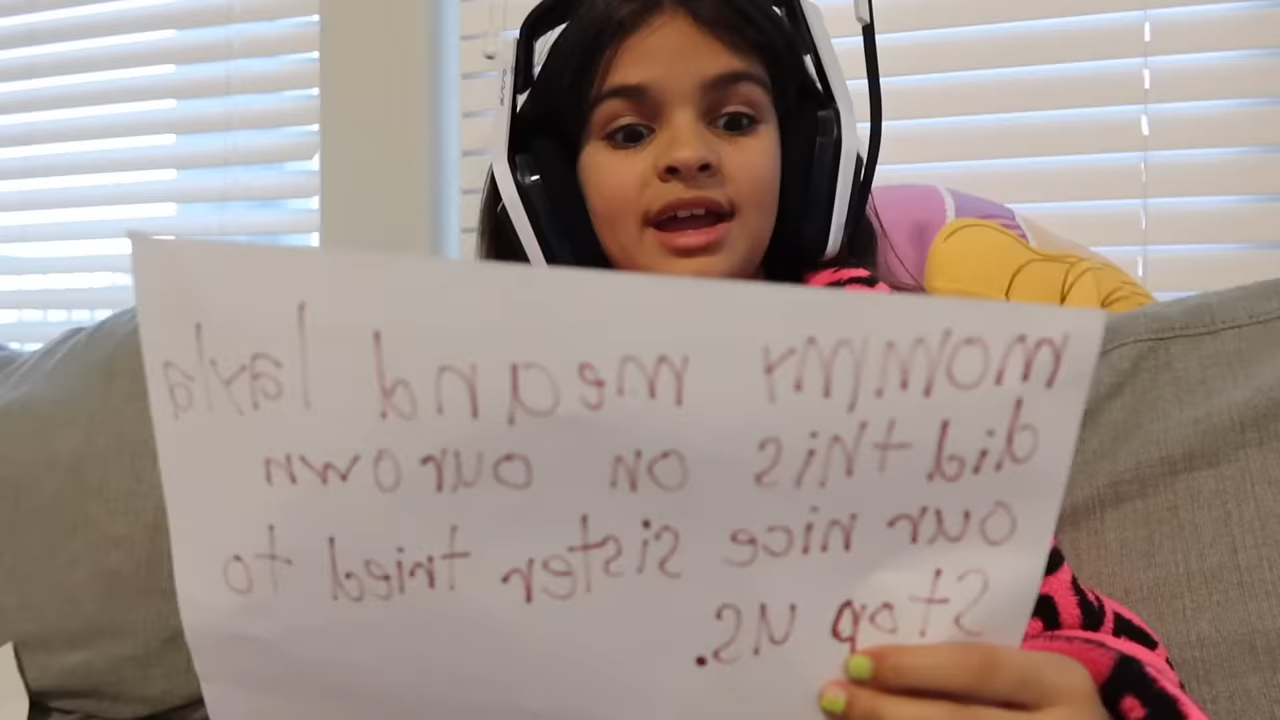 mommy me and layla
did this on our own
our nice sister tried to
stop us.